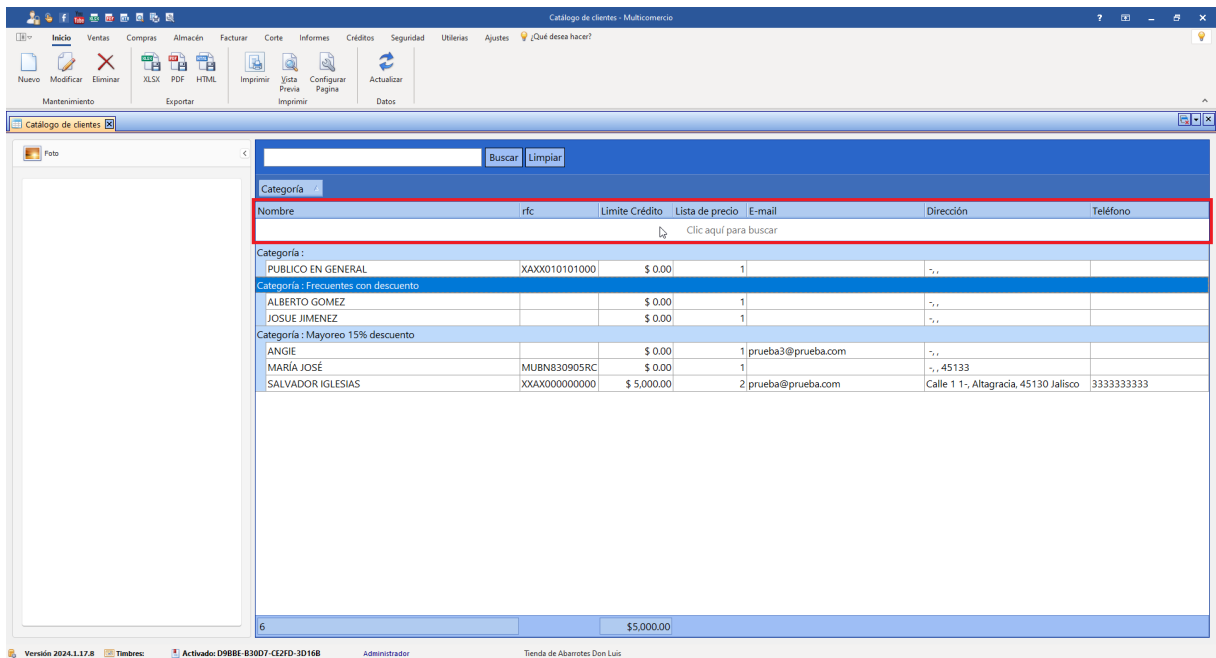 Catálogo de clientes - Multicomercio
Inicio Ventas Compras Almacén Facturar Corte Informes Créditos Seguridad Utilerias Ajustes ¿Qué desea hacer?
Nuevo Modificar Eliminar XLSX PDF HTML Imprimir Vista Previa Configurar Pagina Actualizar
Mantenimiento Exportar Imprimir Datos
Catálogo de clientes
Foto
Buscar Limpiar
Categoría
Nombre rfc Limite Crédito Lista de precio E-mail Dirección Teléfono
Clic aquí para buscar
Categoría :
PUBLICO EN GENERAL XAXX010101000 $ 0.00 1 -, ,
Categoría : Frecuentes con descuento
ALBERTO GOMEZ $ 0.00 1 -, ,
JOSUE JIMENEZ $ 0.00 1 -, ,
Categoría : Mayoreo 15% descuento
ANGIE $ 0.00 1 prueba3@prueba.com -, ,
MARÍA JOSÉ MUBN830905RC $ 0.00 1 -, , 45133
SALVADOR IGLESIAS XXAX000000000 $ 5,000.00 2 prueba@prueba.com Calle 1 1-, Altagracia, 45130 Jalisco 3333333333
6 $5,000.00
Versión 2024.1.17.8 Timbres: Activado: D9BBE-B30D7-CE2FD-3D16B Administrador Tienda de Abarrotes Don Luis